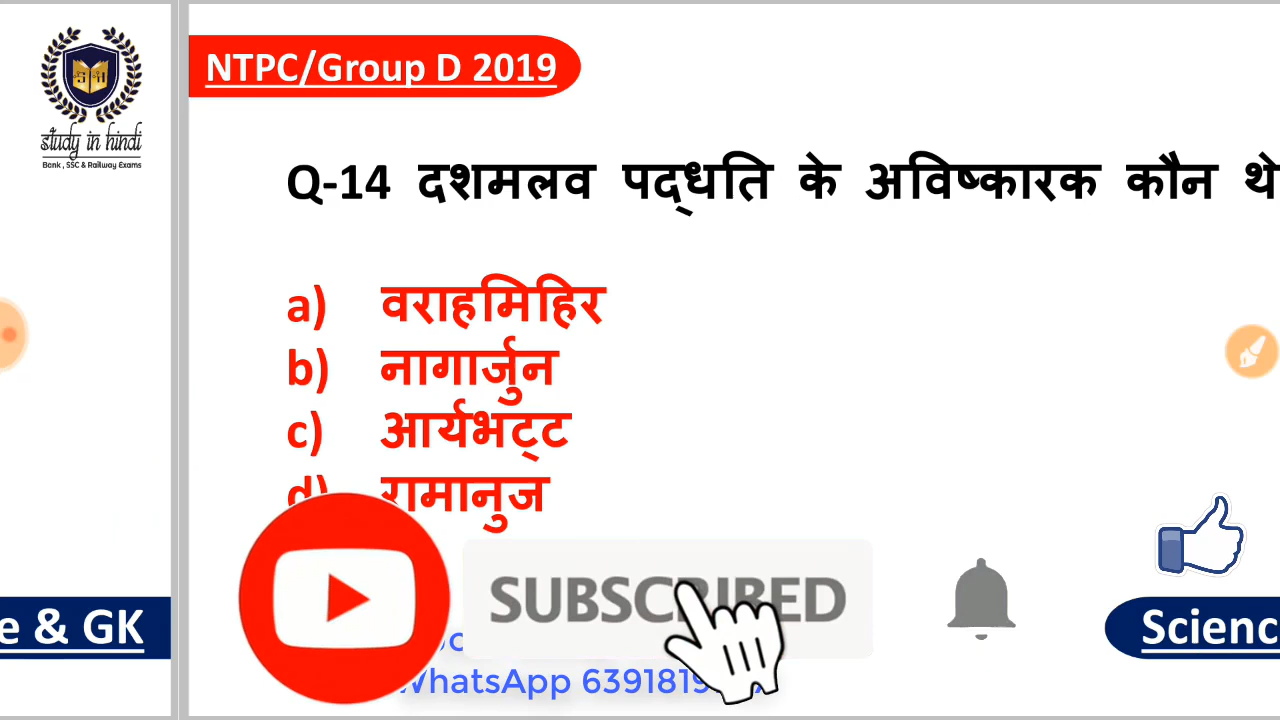 study in hindi
Bank , SSC & Railway Exams
NTPC/Group D 2019
Q-14 दशमलव पद्धति के अविष्कारक कौन थे
a) वराहमिहिर
b) नागार्जुन
c) आर्यभट्ट
d) रामानुज
SUBSCRIBED
e & GK
Scienc
WhatsApp 6391819